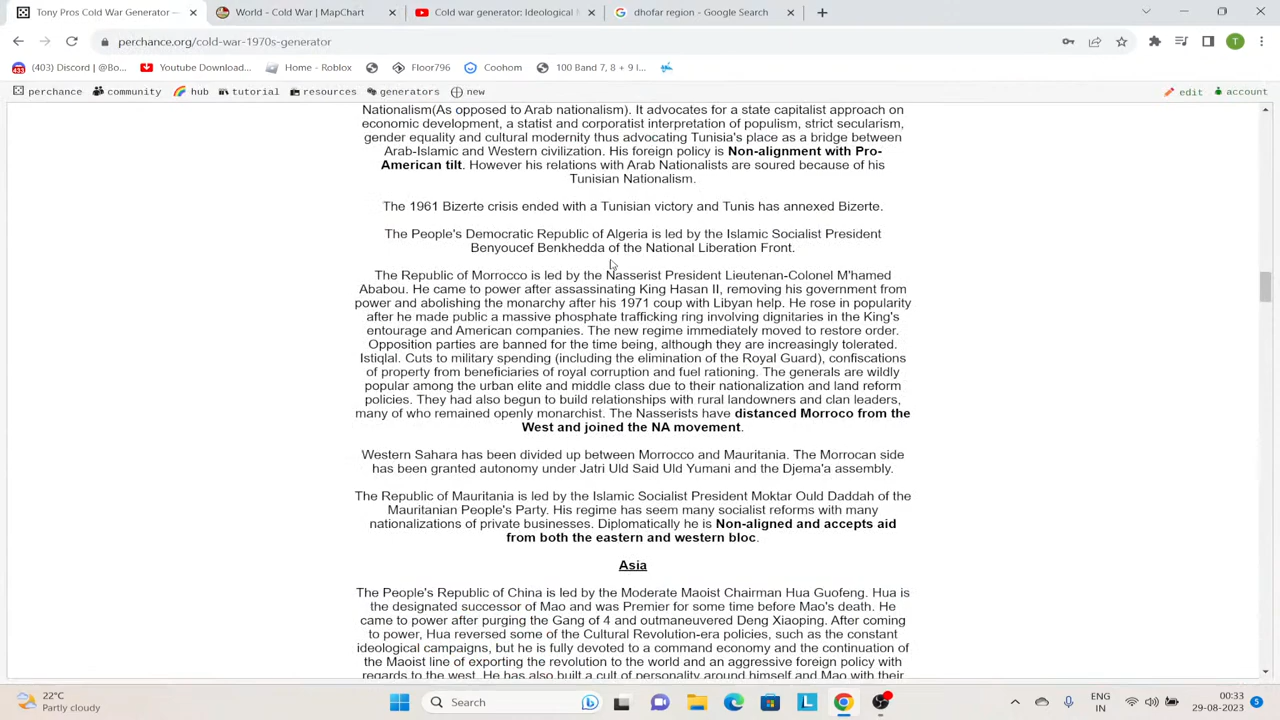 Tony Pros Cold War Generator —
World - Cold War | MapChart
Cold war generator: Ideological
dhofar region - Google Search
perchance.org/cold-war-1970s-generator
(403) Discord | @Bo...
Youtube Download...
Home - Roblox
Floor796
Coohom
100 Band 7, 8 + 9 I...
perchance
community
hub
tutorial
resources
generators
new
edit
account
Nationalism(As opposed to Arab nationalism). It advocates for a state capitalist approach on
economic development, a statist and corporatist interpretation of populism, strict secularism,
gender equality and cultural modernity thus advocating Tunisia's place as a bridge between
Arab-Islamic and Western civilization. His foreign policy is Non-alignment with Pro-
American tilt. However his relations with Arab Nationalists are soured because of his
Tunisian Nationalism.
The 1961 Bizerte crisis ended with a Tunisian victory and Tunis has annexed Bizerte.
The People's Democratic Republic of Algeria is led by the Islamic Socialist President
Benyoucef Benkhedda of the National Liberation Front.
The Republic of Morrocco is led by the Nasserist President Lieutenan-Colonel M'hamed
Ababou. He came to power after assassinating King Hasan II, removing his government from
power and abolishing the monarchy after his 1971 coup with Libyan help. He rose in popularity
after he made public a massive phosphate trafficking ring involving dignitaries in the King's
entourage and American companies. The new regime immediately moved to restore order.
Opposition parties are banned for the time being, although they are increasingly tolerated.
Istiqlal. Cuts to military spending (including the elimination of the Royal Guard), confiscations
of property from beneficiaries of royal corruption and fuel rationing. The generals are wildly
popular among the urban elite and middle class due to their nationalization and land reform
policies. They had also begun to build relationships with rural landowners and clan leaders,
many of who remained openly monarchist. The Nasserists have distanced Morroco from the
West and joined the NA movement.
Western Sahara has been divided up between Morrocco and Mauritania. The Morrocan side
has been granted autonomy under Jatri Uld Said Uld Yumani and the Djema'a assembly.
The Republic of Mauritania is led by the Islamic Socialist President Moktar Ould Daddah of the
Mauritanian People's Party. His regime has seem many socialist reforms with many
nationalizations of private businesses. Diplomatically he is Non-aligned and accepts aid
from both the eastern and western bloc.
Asia
The People's Republic of China is led by the Moderate Maoist Chairman Hua Guofeng. Hua is
the designated successor of Mao and was Premier for some time before Mao's death. He
came to power after purging the Gang of 4 and outmaneuvered Deng Xiaoping. After coming
to power, Hua reversed some of the Cultural Revolution-era policies, such as the constant
ideological campaigns, but he is fully devoted to a command economy and the continuation of
the Maoist line of exporting the revolution to the world and an aggressive foreign policy with
regards to the west. He has also built a cult of personality around himself and Mao with their
22°C
Partly cloudy
Search
ENG
IN
00:33
29-08-2023
5
T